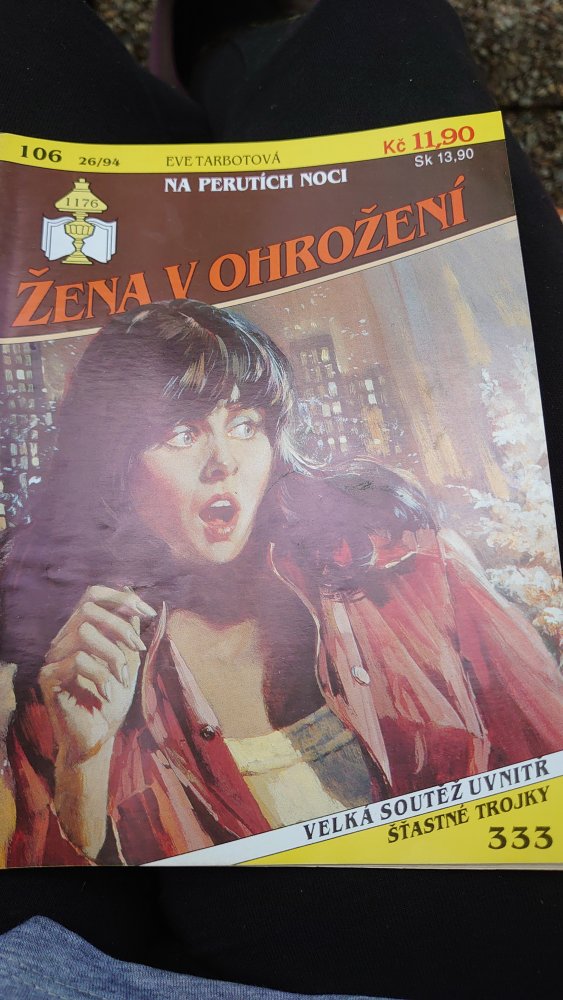 106 26/94 EVE TARBOTOVÁ Kč 11,90
Sk 13,90
NA PERUTÍCH NOCI
1176
ŽENA V OHROŽENÍ
VELKÁ SOUTĚŽ UVNITŘ
ŠŤASTNÉ TROJKY
333